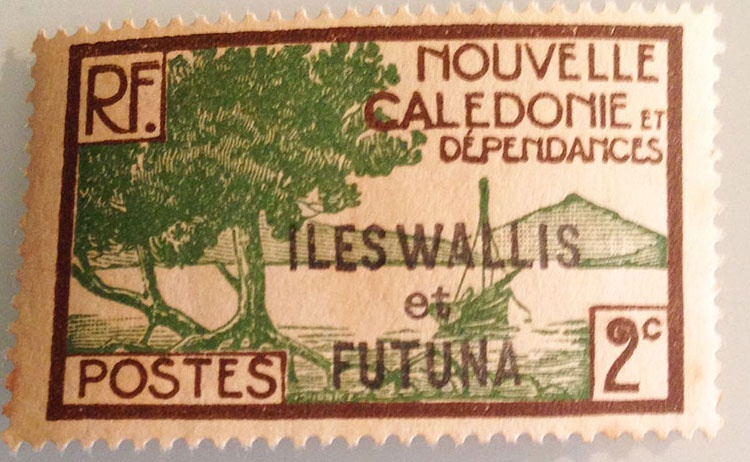 RF.
NOUVELLE
CALEDONIE ET
DÉPENDANCES
ILES WALLIS
et
FUTUNA
POSTES
2c